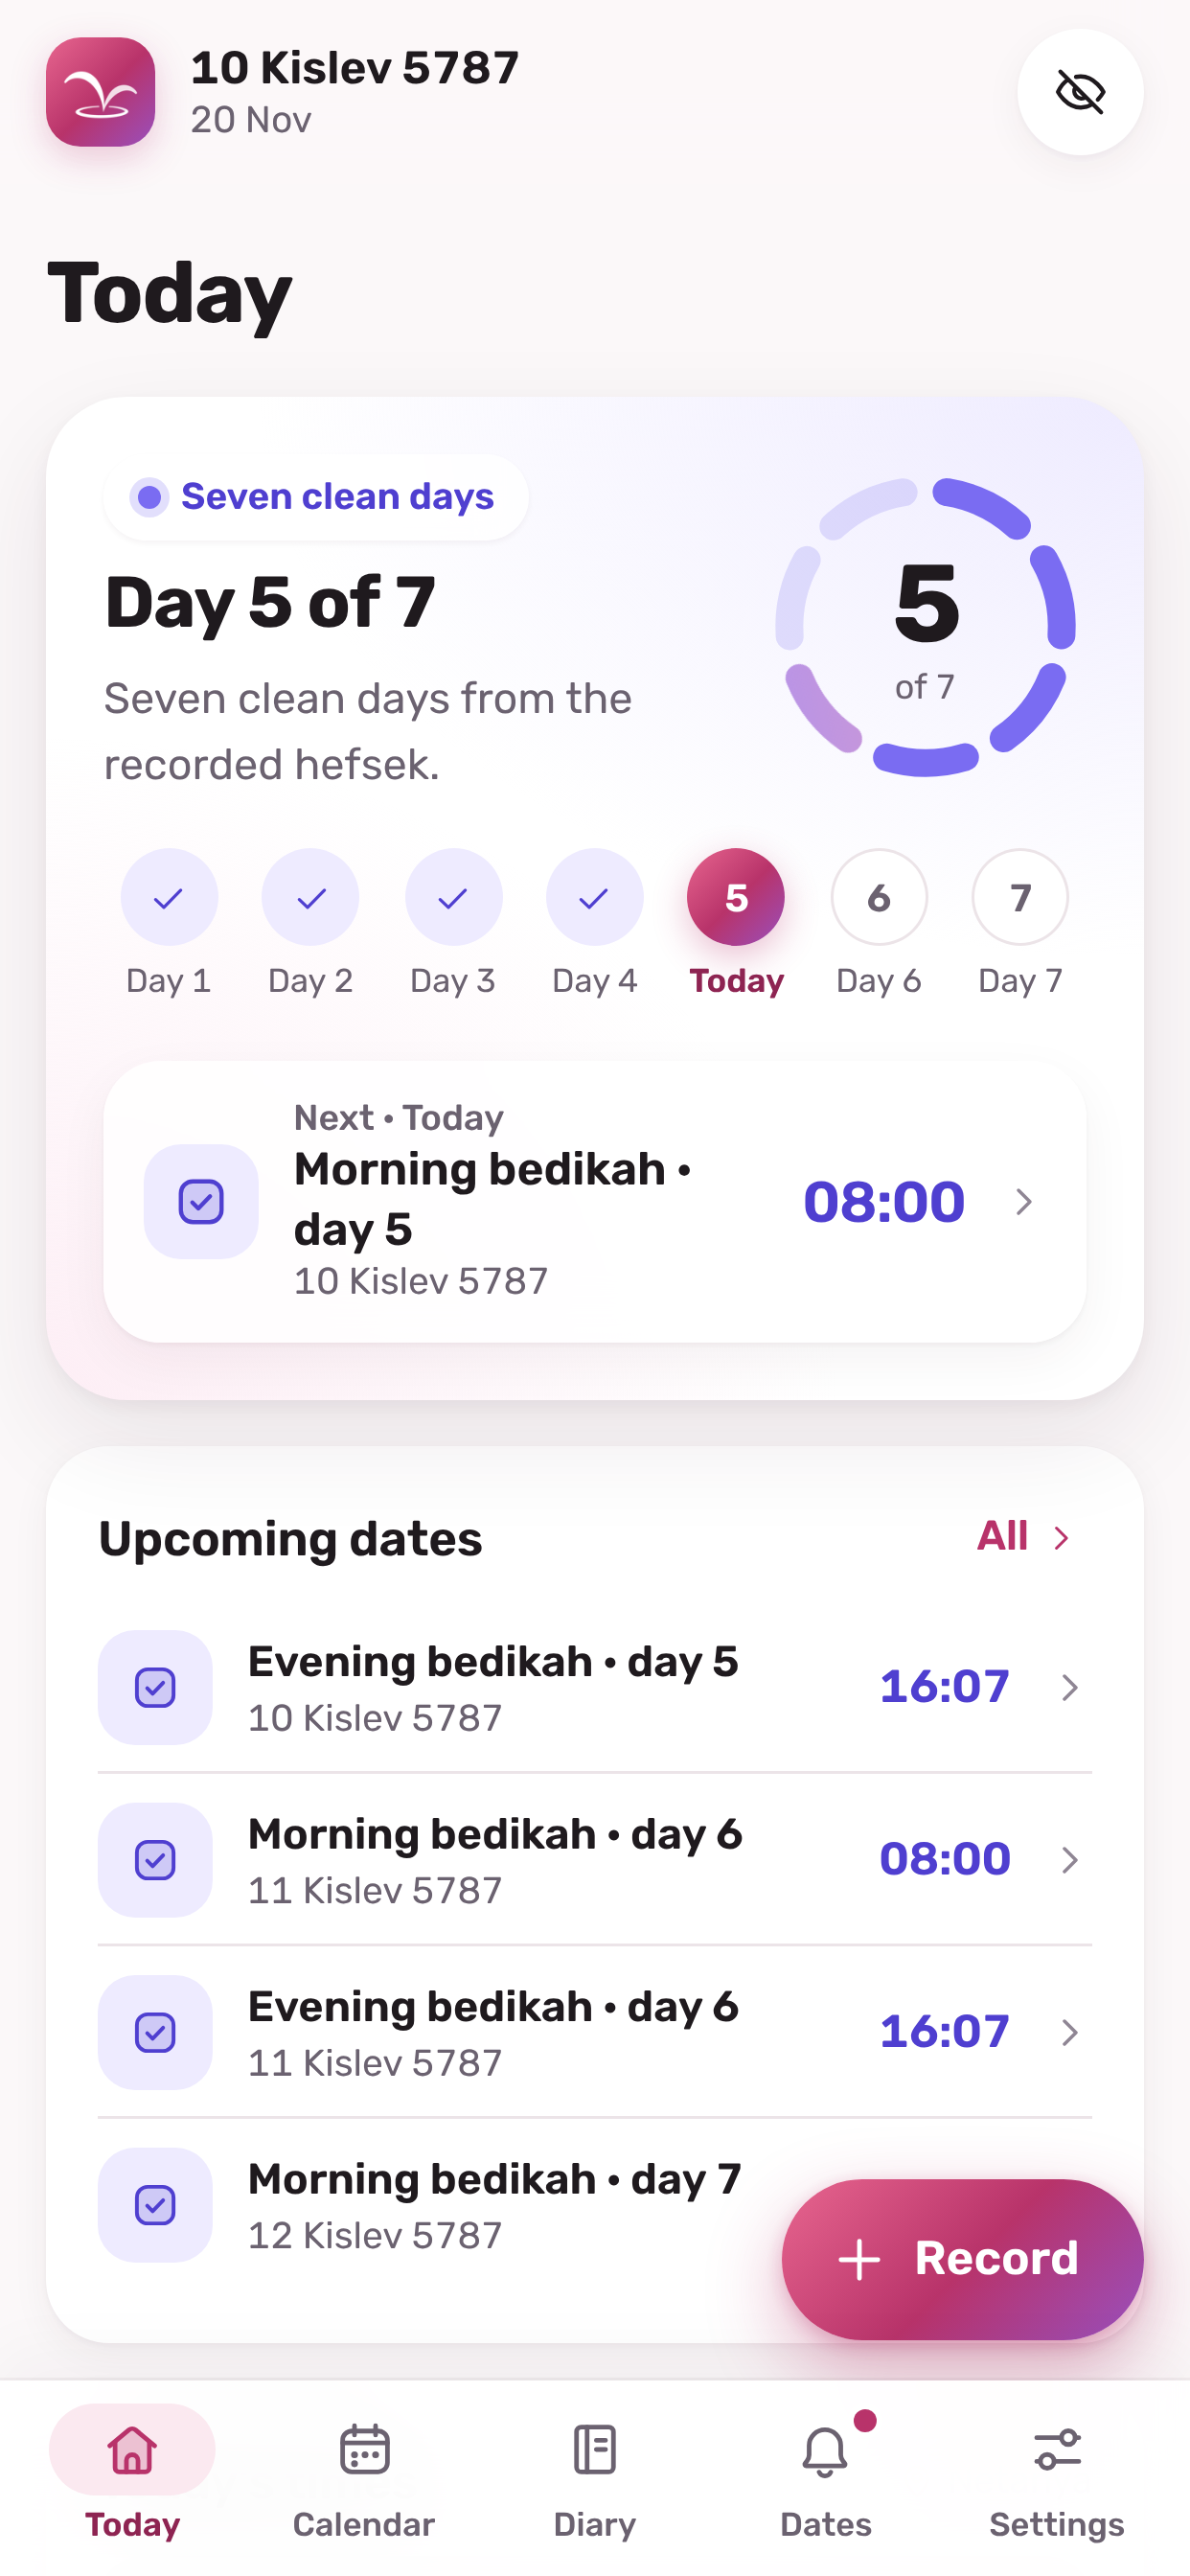 10 Kislev 5787
20 Nov
Today
Seven clean days
Day 5 of 7
Seven clean days from the
recorded hefsek.
5
of 7
5
6
7
Day 1
Day 2
Day 3
Day 4
Today
Day 6
Day 7
Next • Today
Morning bedikah •
day 5
10 Kislev 5787
08:00
Upcoming dates
All
Evening bedikah • day 5
10 Kislev 5787
16:07
Morning bedikah • day 6
11 Kislev 5787
08:00
Evening bedikah • day 6
11 Kislev 5787
16:07
Morning bedikah • day 7
12 Kislev 5787
Record
Today
Calendar
Diary
Dates
Settings